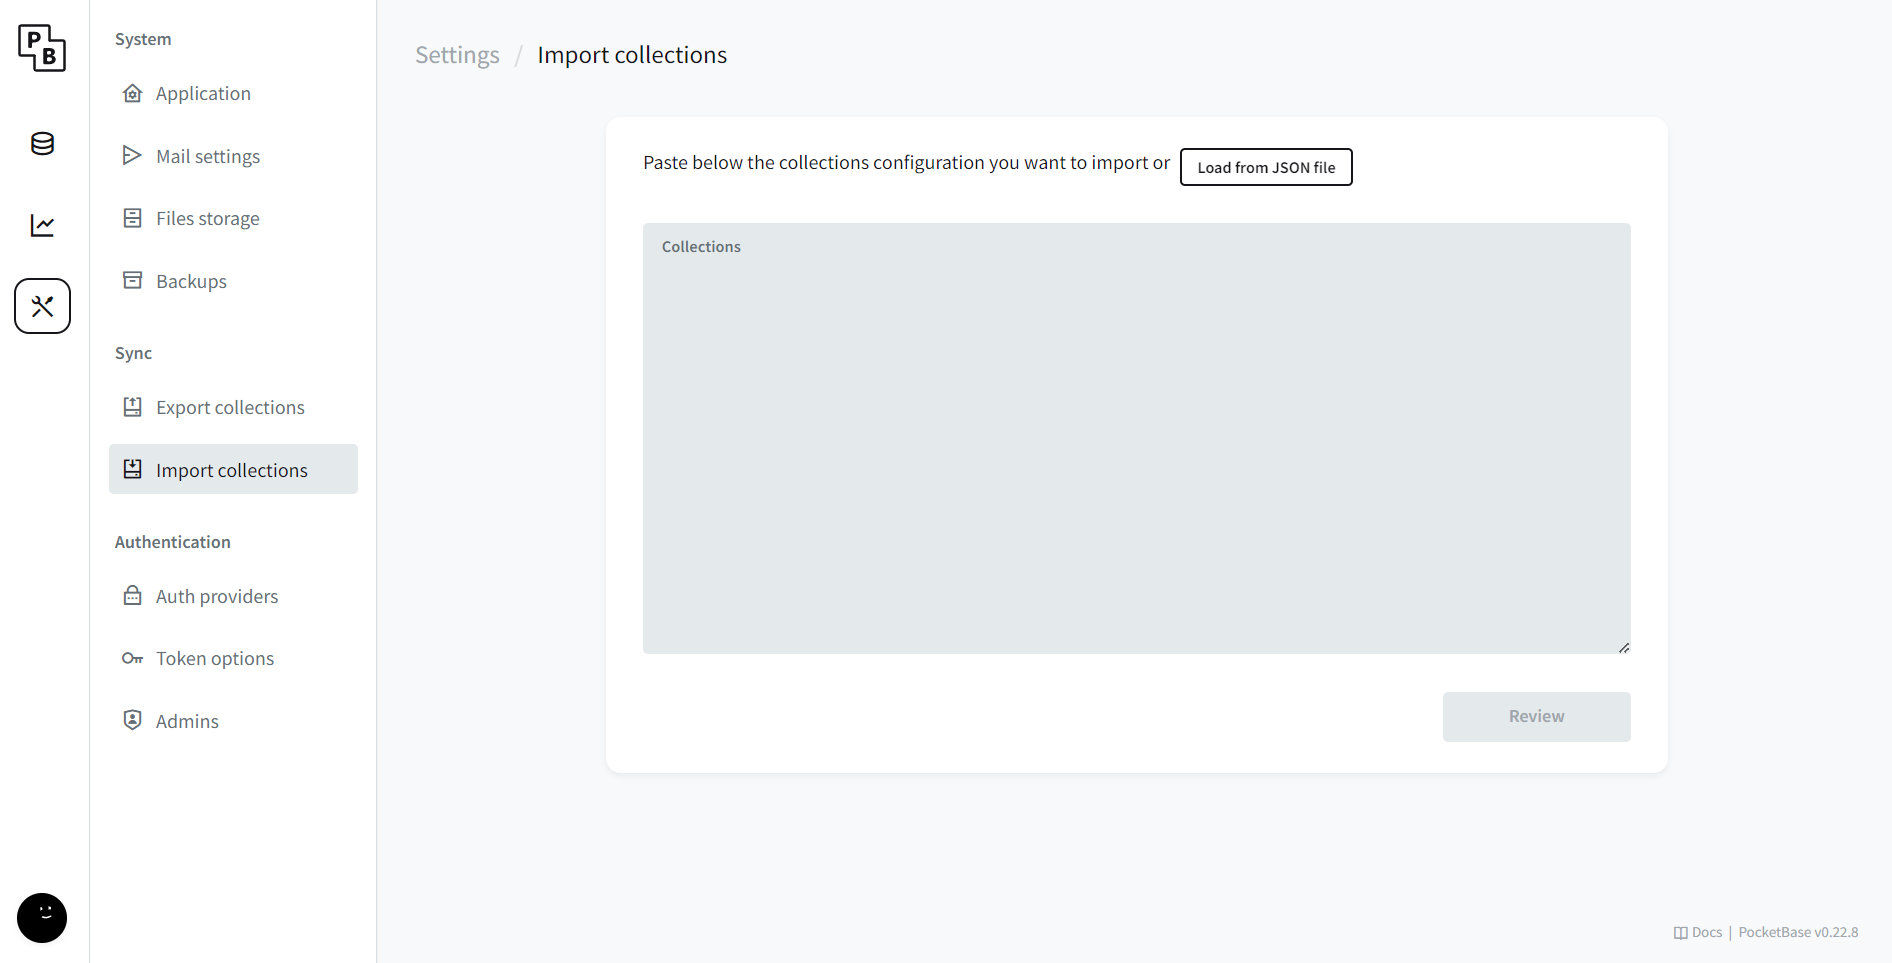 P
B
System
Application
Mail settings
Files storage
Backups
Sync
Export collections
Import collections
Authentication
Auth providers
Token options
Admins
Settings / Import collections
Paste below the collections configuration you want to import or Load from JSON file
Collections
Review
Docs | PocketBase v0.22.8